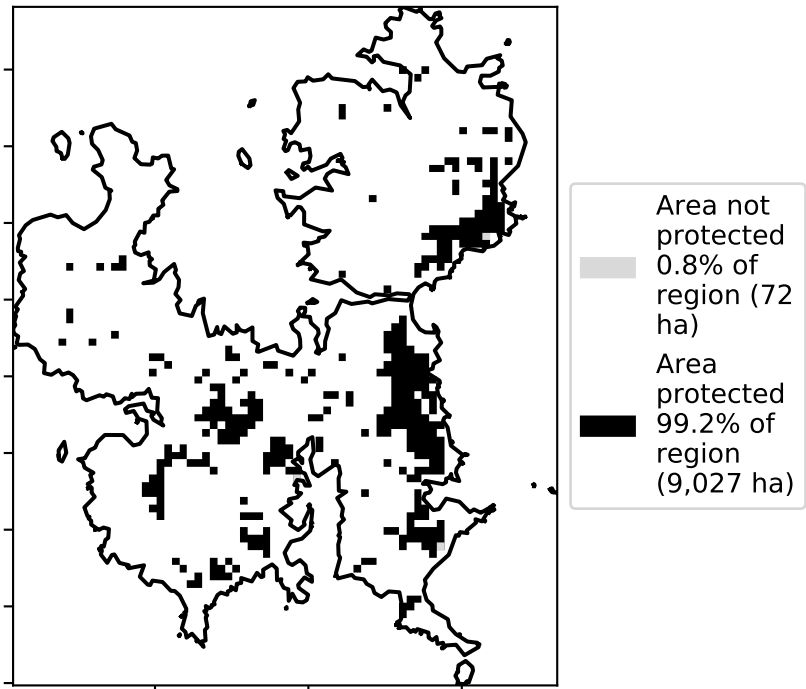 Area not
protected
0.8% of
region (72
ha)
Area
protected
99.2% of
region
(9,027 ha)